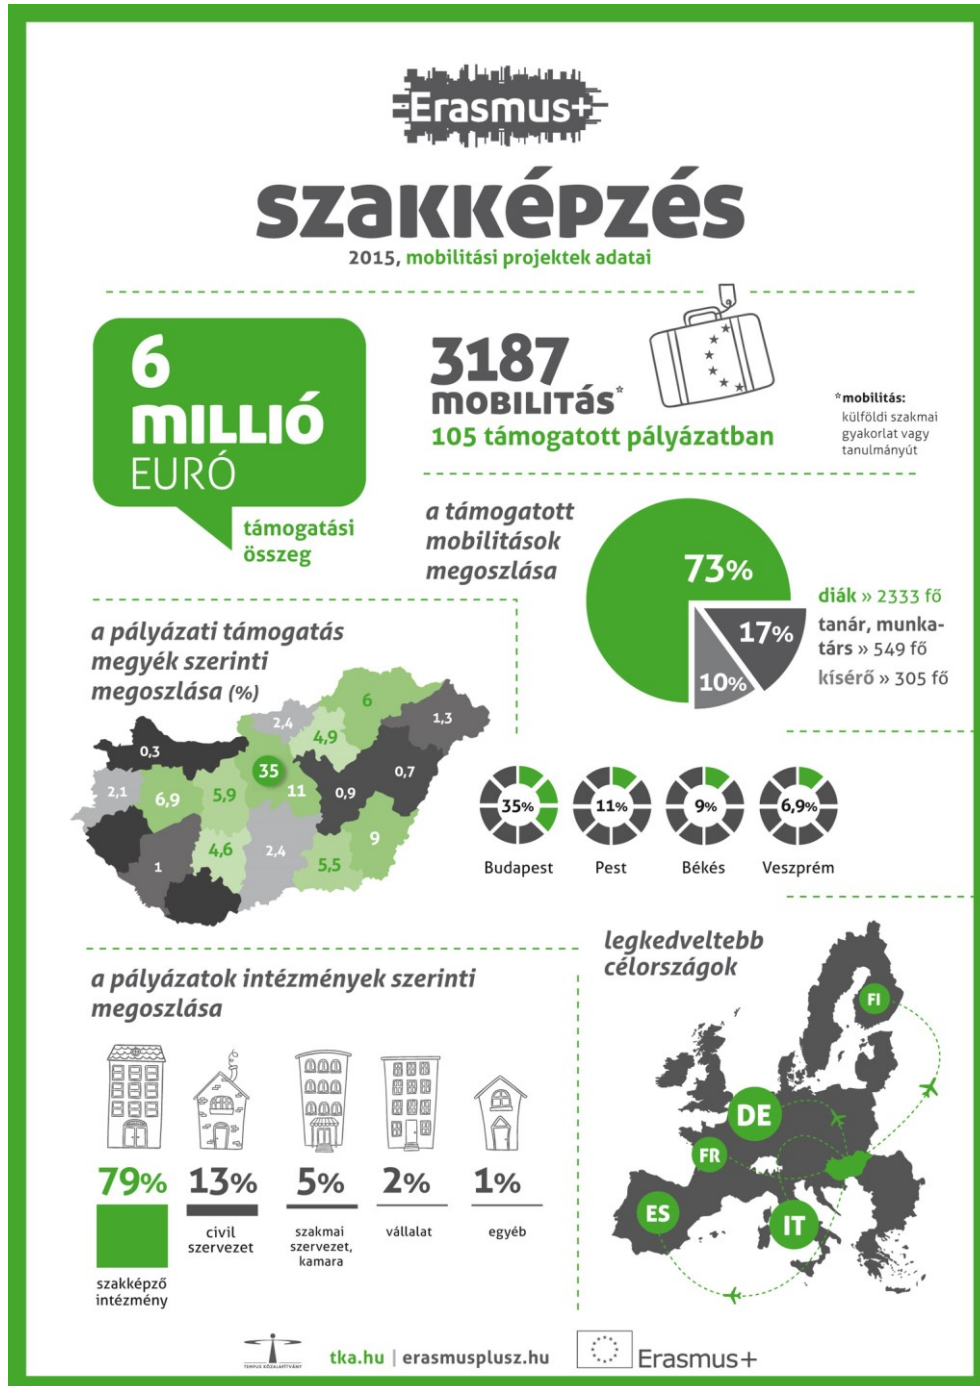 Erasmus+
szakképzés
2015, mobilitási projektek adatai
6
millió
EURÓ
támogatási
összeg
3187
mobilitás*
105 támogatott pályázatban
*mobilitás:
külföldi szakmai
gyakorlat vagy
tanulmányút
a támogatott
mobilitások
megoszlása
73%
17%
10%
diák » 2333 fő
tanár, munka-
társ » 549 fő
kísérő » 305 fő
a pályázati támogatás
megyék szerinti
megoszlása (%)
6
2,4
1,3
4,9
0,3
35
0,7
2,1
6,9
5,9
11
0,9
9
4,6
2,4
1
5,5
35%
11%
9%
6,9%
Budapest
Pest
Békés
Veszprém
a pályázatok intézmények szerinti
megoszlása
79%
13%
5%
2%
1%
szakképző
intézmény
civil
szervezet
szakmai
szervezet,
kamara
vállalat
egyéb
legkedveltebb
célországok
FI
DE
FR
ES
IT
TEMPUS KÖZALAPÍTVÁNY
tka.hu | erasmusplusz.hu
Erasmus+